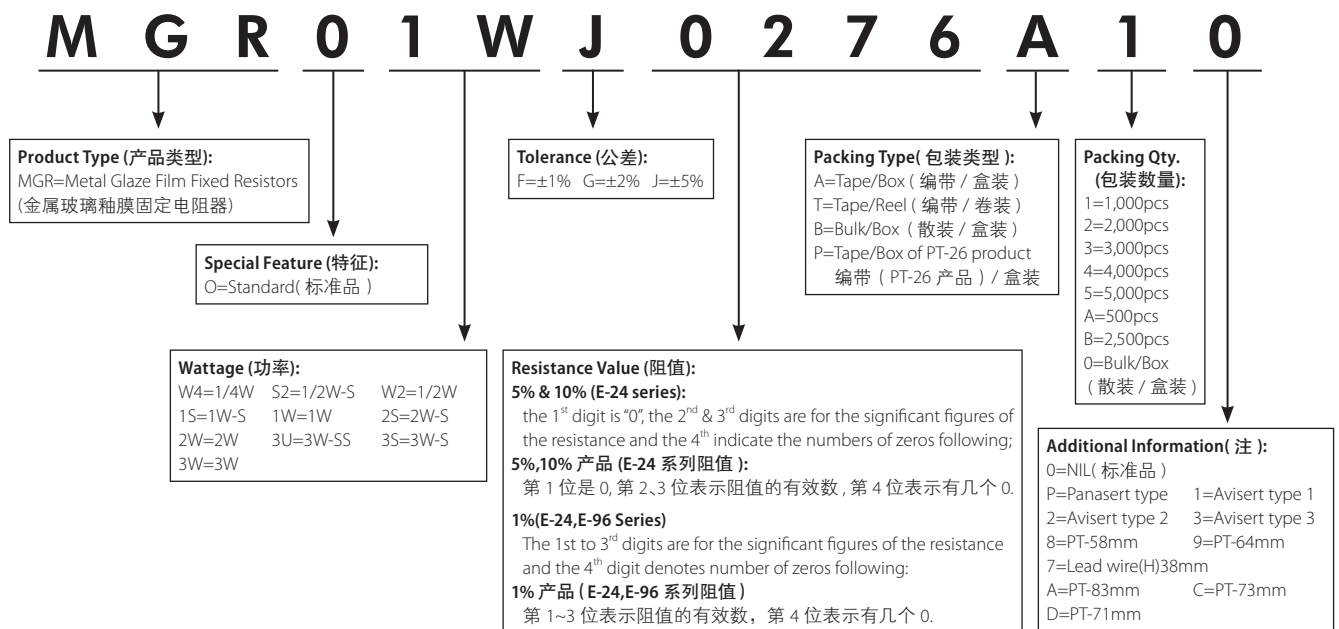 M G R 0 1 W J 0 2 7 6 A 1 0
Product Type (产品类型):
MGR=Metal Glaze Film Fixed Resistors
(金属玻璃釉膜固定电阻器)
Special Feature (特征):
O=Standard( 标准品 )
Wattage (功率):
W4=1/4W S2=1/2W-S W2=1/2W
1S=1W-S 1W=1W 2S=2W-S
2W=2W 3U=3W-SS 3S=3W-S
3W=3W
Tolerance (公差):
F=±1% G=±2% J=±5%
Resistance Value (阻值):
5% & 10% (E-24 series):
the 1st digit is “0”, the 2nd & 3rd digits are for the significant figures of
the resistance and the 4th indicate the numbers of zeros following;
5%,10% 产品 (E-24 系列阻值 ):
第 1 位是 0, 第 2、3 位表示阻值的有效数 , 第 4 位表示有几个 0.
1%(E-24,E-96 Series)
The 1st to 3rd digits are for the significant figures of the resistance
and the 4th digit denotes number of zeros following:
1% 产品 ( E-24,E-96 系列阻值 )
第 1~3 位表示阻值的有效数，第 4 位表示有几个 0.
Packing Type( 包装类型 ):
A=Tape/Box ( 编带 / 盒装 )
T=Tape/Reel ( 编带 / 卷装 )
B=Bulk/Box ( 散装 / 盒装 )
P=Tape/Box of PT-26 product
编带 ( PT-26 产品 ) / 盒装
Packing Qty.
(包装数量):
1=1,000pcs
2=2,000pcs
3=3,000pcs
4=4,000pcs
5=5,000pcs
A=500pcs
B=2,500pcs
0=Bulk/Box
( 散装 / 盒装 )
Additional Information( 注 ):
0=NIL( 标准品 )
P=Panasert type 1=Avisert type 1
2=Avisert type 2 3=Avisert type 3
8=PT-58mm 9=PT-64mm
7=Lead wire(H)38mm
A=PT-83mm C=PT-73mm
D=PT-71mm